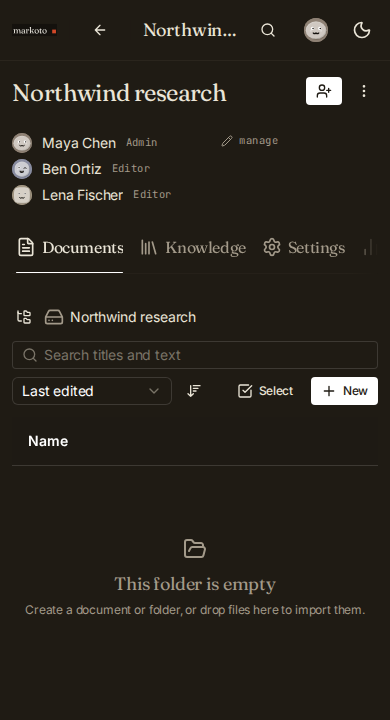 markoto
Northwin...
Northwind research
Maya Chen Admin
manage
Ben Ortiz Editor
Lena Fischer Editor
Documents Knowledge Settings
Northwind research
Search titles and text
Last edited
Select
New
Name
This folder is empty
Create a document or folder, or drop files here to import them.